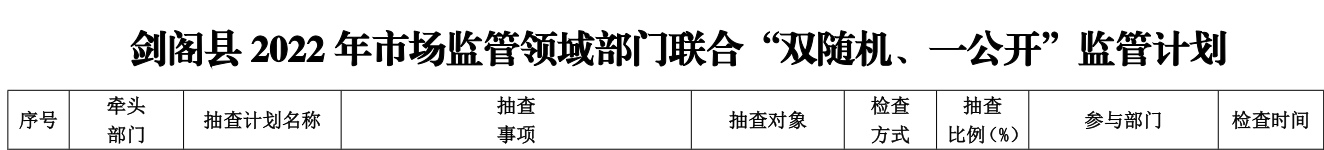 剑阁县 2022 年市场监管领域部门联合“双随机、一公开”监管计划
序号 牵头部门 抽查计划名称 抽查事项 抽查对象 检查方式 抽查比例(%) 参与部门 检查时间